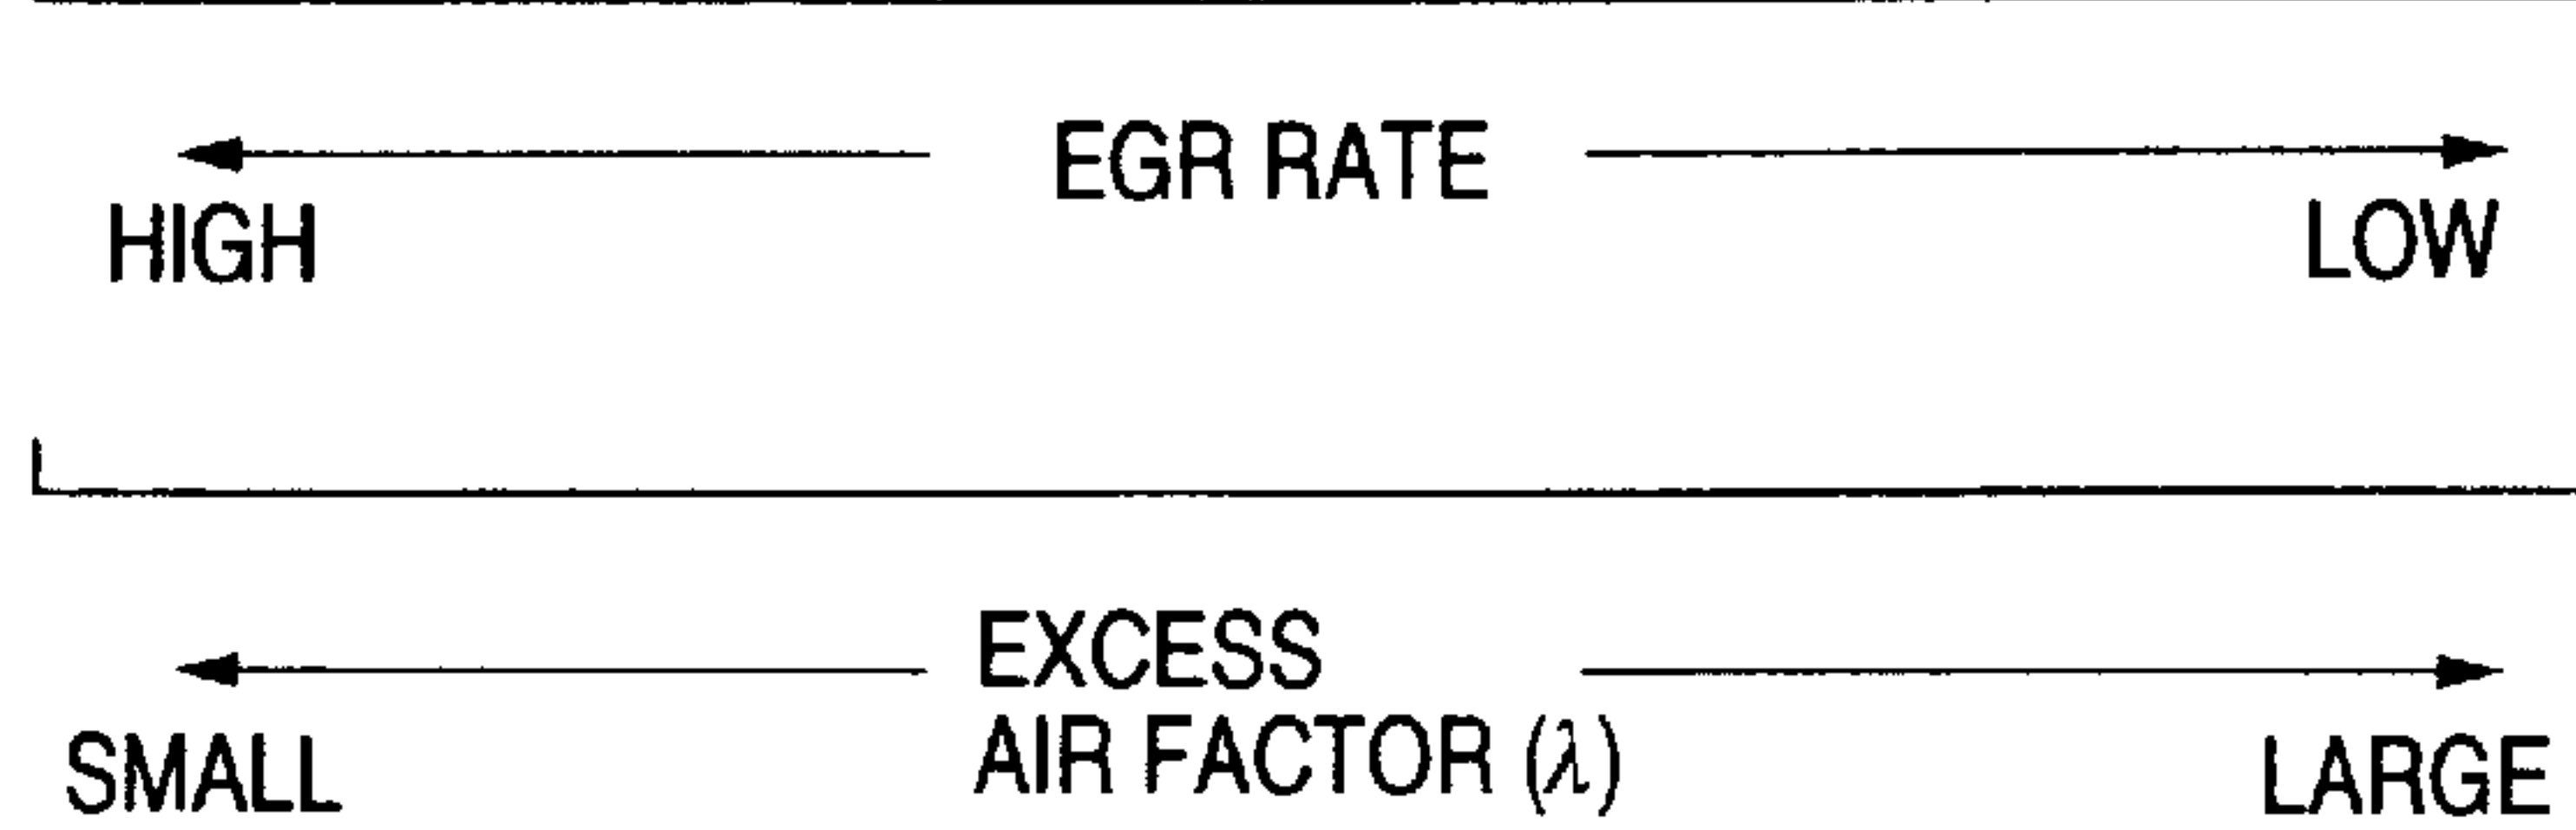 EGR RATE
HIGH
LOW
EXCESS
AIR FACTOR (λ)
SMALL
LARGE